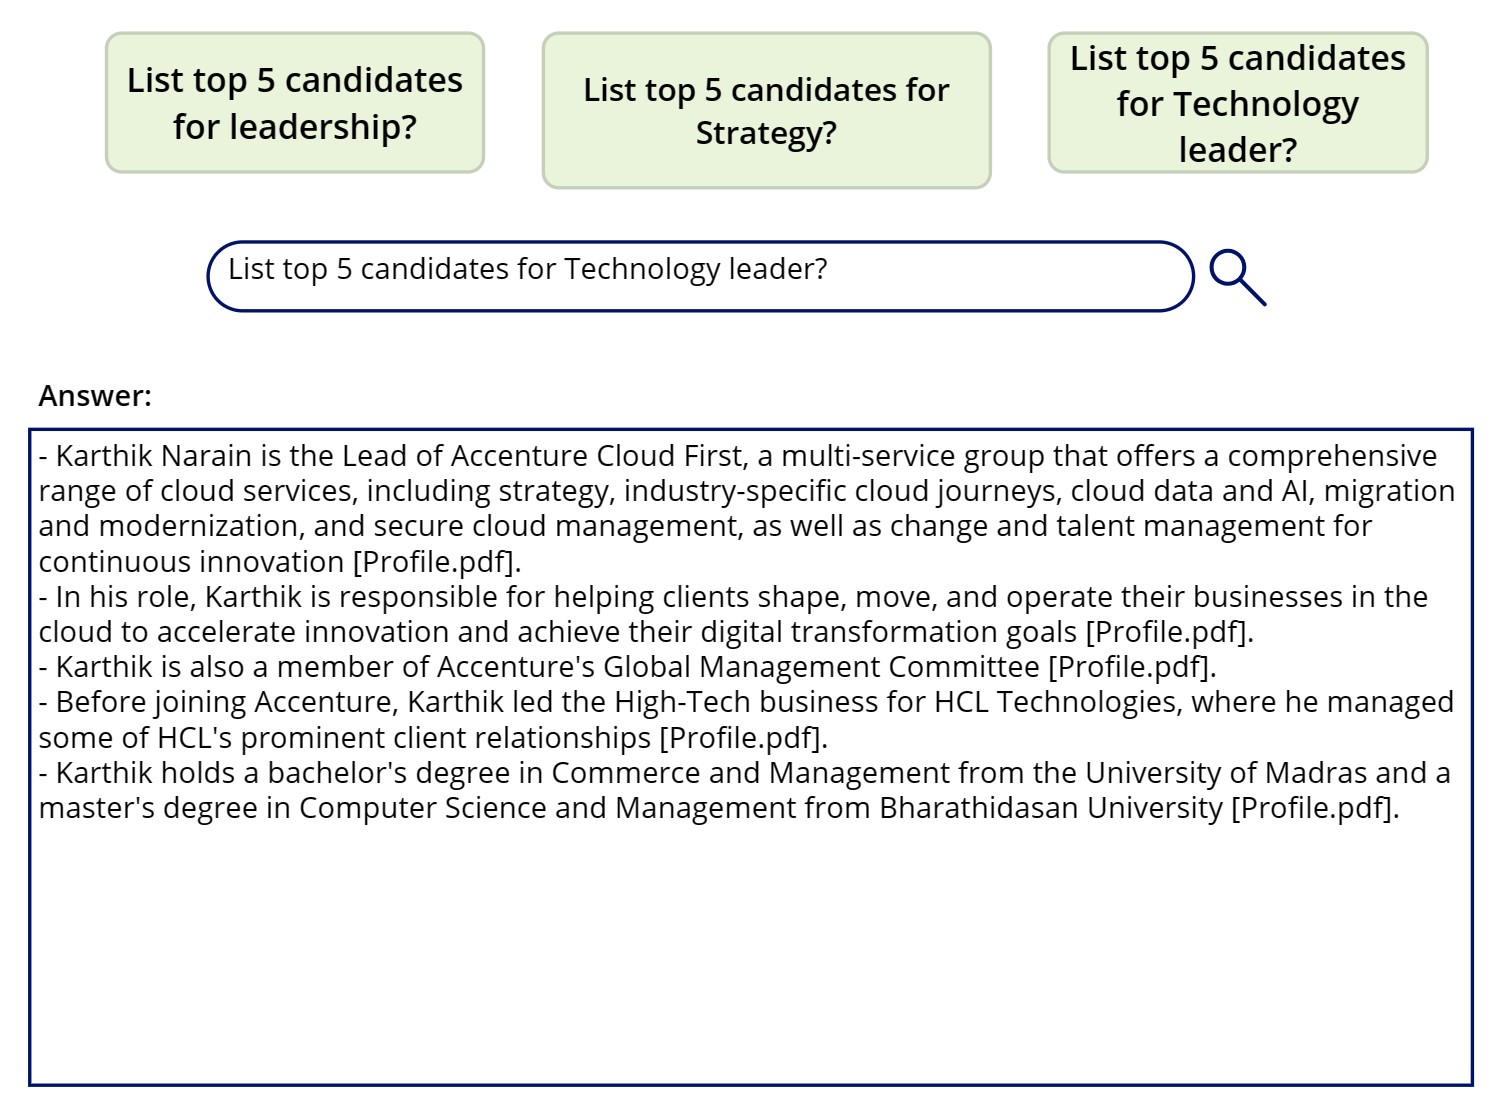 List top 5 candidates
for leadership?
List top 5 candidates for
Strategy?
List top 5 candidates
for Technology
leader?
List top 5 candidates for Technology leader?
Answer:
- Karthik Narain is the Lead of Accenture Cloud First, a multi-service group that offers a comprehensive
range of cloud services, including strategy, industry-specific cloud journeys, cloud data and AI, migration
and modernization, and secure cloud management, as well as change and talent management for
continuous innovation [Profile.pdf].
- In his role, Karthik is responsible for helping clients shape, move, and operate their businesses in the
cloud to accelerate innovation and achieve their digital transformation goals [Profile.pdf].
- Karthik is also a member of Accenture's Global Management Committee [Profile.pdf].
- Before joining Accenture, Karthik led the High-Tech business for HCL Technologies, where he managed
some of HCL's prominent client relationships [Profile.pdf].
- Karthik holds a bachelor's degree in Commerce and Management from the University of Madras and a
master's degree in Computer Science and Management from Bharathidasan University [Profile.pdf].